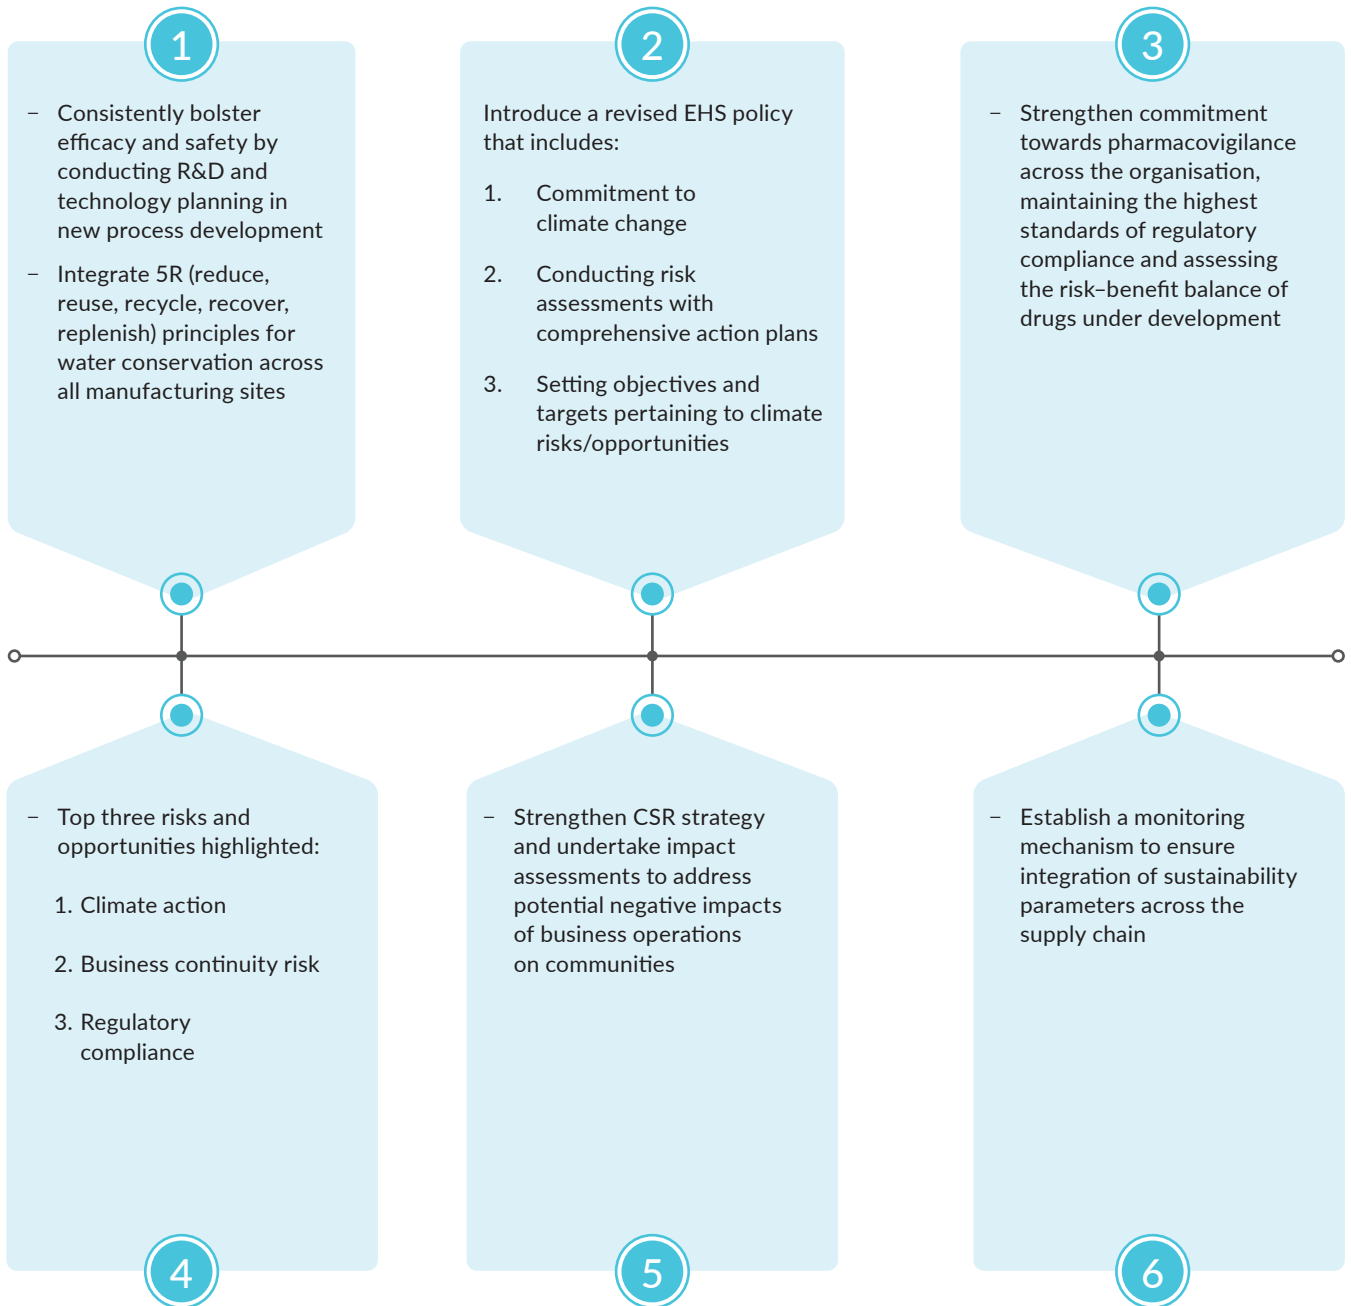 1
– Consistently bolster
efficacy and safety by
conducting R&D and
technology planning in
new process development
– Integrate 5R (reduce,
reuse, recycle, recover,
replenish) principles for
water conservation across
all manufacturing sites
2
Introduce a revised EHS policy
that includes:
1. Commitment to
climate change
2. Conducting risk
assessments with
comprehensive action plans
3. Setting objectives and
targets pertaining to climate
risks/opportunities
3
– Strengthen commitment
towards pharmacovigilance
across the organisation,
maintaining the highest
standards of regulatory
compliance and assessing
the risk–benefit balance of
drugs under development
– Top three risks and
opportunities highlighted:
1. Climate action
2. Business continuity risk
3. Regulatory
compliance
4
– Strengthen CSR strategy
and undertake impact
assessments to address
potential negative impacts
of business operations
on communities
5
– Establish a monitoring
mechanism to ensure
integration of sustainability
parameters across the
supply chain
6